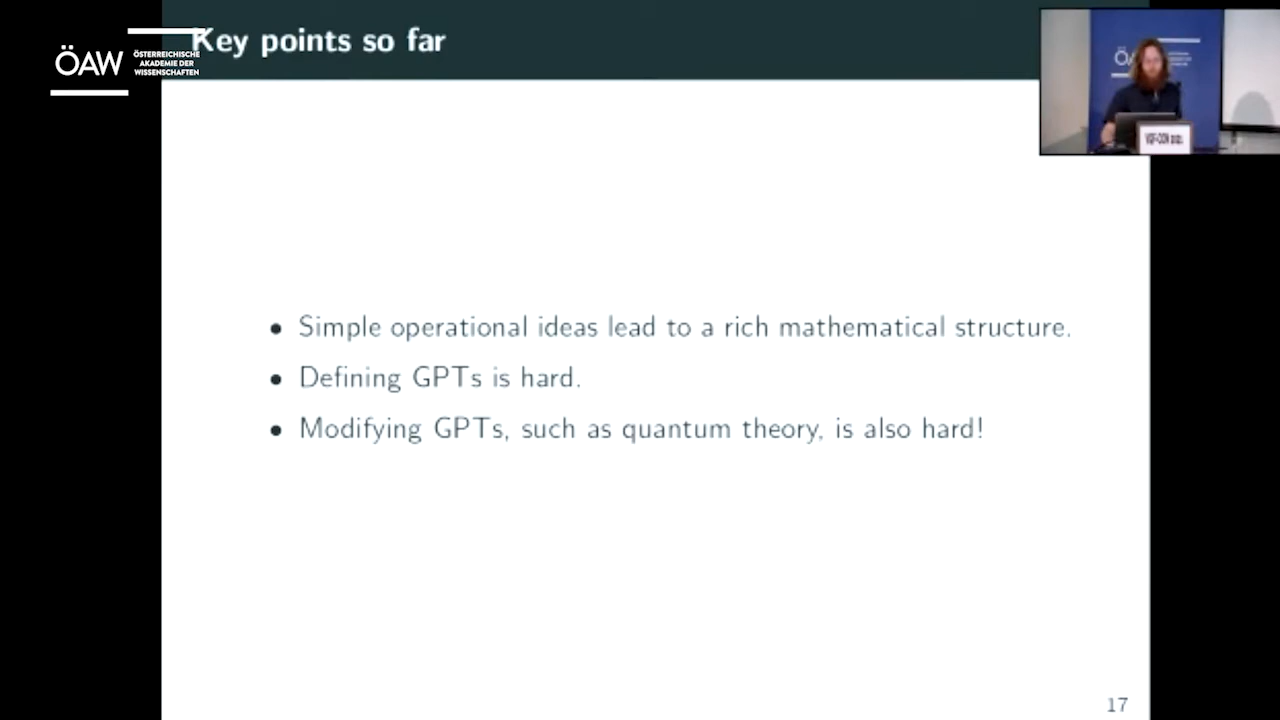 Key points so far
ÖAW
ÖSTERREICHISCHE
AKADEMIE DER
WISSENSCHAFTEN
• Simple operational ideas lead to a rich mathematical structure.
• Defining GPTs is hard.
• Modifying GPTs, such as quantum theory, is also hard!
17